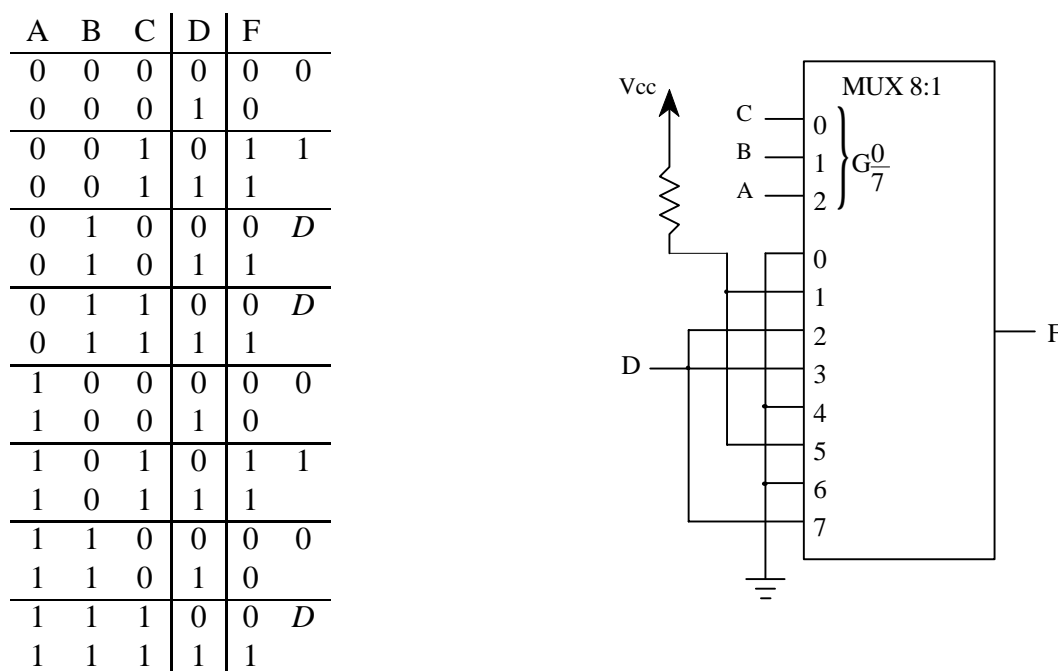 A B C D F
0 0 0 0 0 0
0 0 0 1 0
0 0 1 0 1 1
0 0 1 1 1
0 1 0 0 0 D
0 1 0 1 1
0 1 1 0 0 D
0 1 1 1 1
1 0 0 0 0 0
1 0 0 1 0
1 0 1 0 1 1
1 0 1 1 1
1 1 0 0 0 0
1 1 0 1 0
1 1 1 0 0 D
1 1 1 1 1
Vcc
MUX 8:1
C 0
B 1
A 2
G 0/7
0
1
2
D 3
4
5
6
7
F